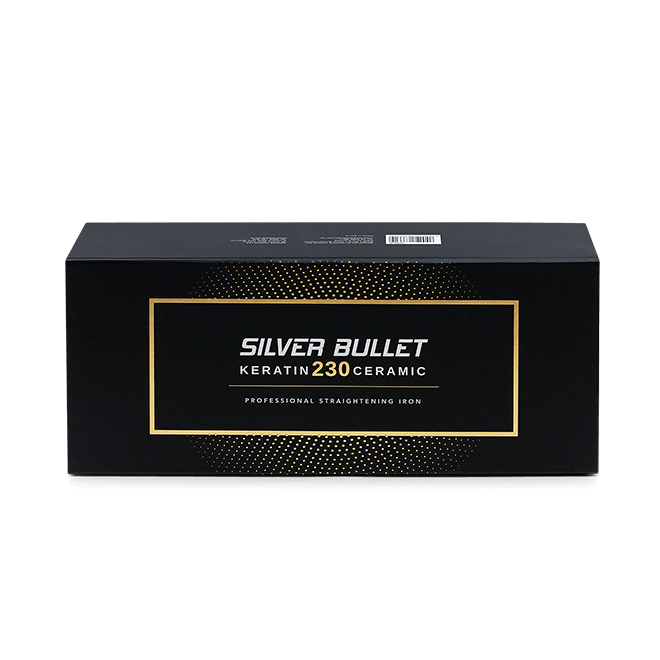 SILVER BULLET
KERATIN 230 CERAMIC
PROFESSIONAL STRAIGHTENING IRON